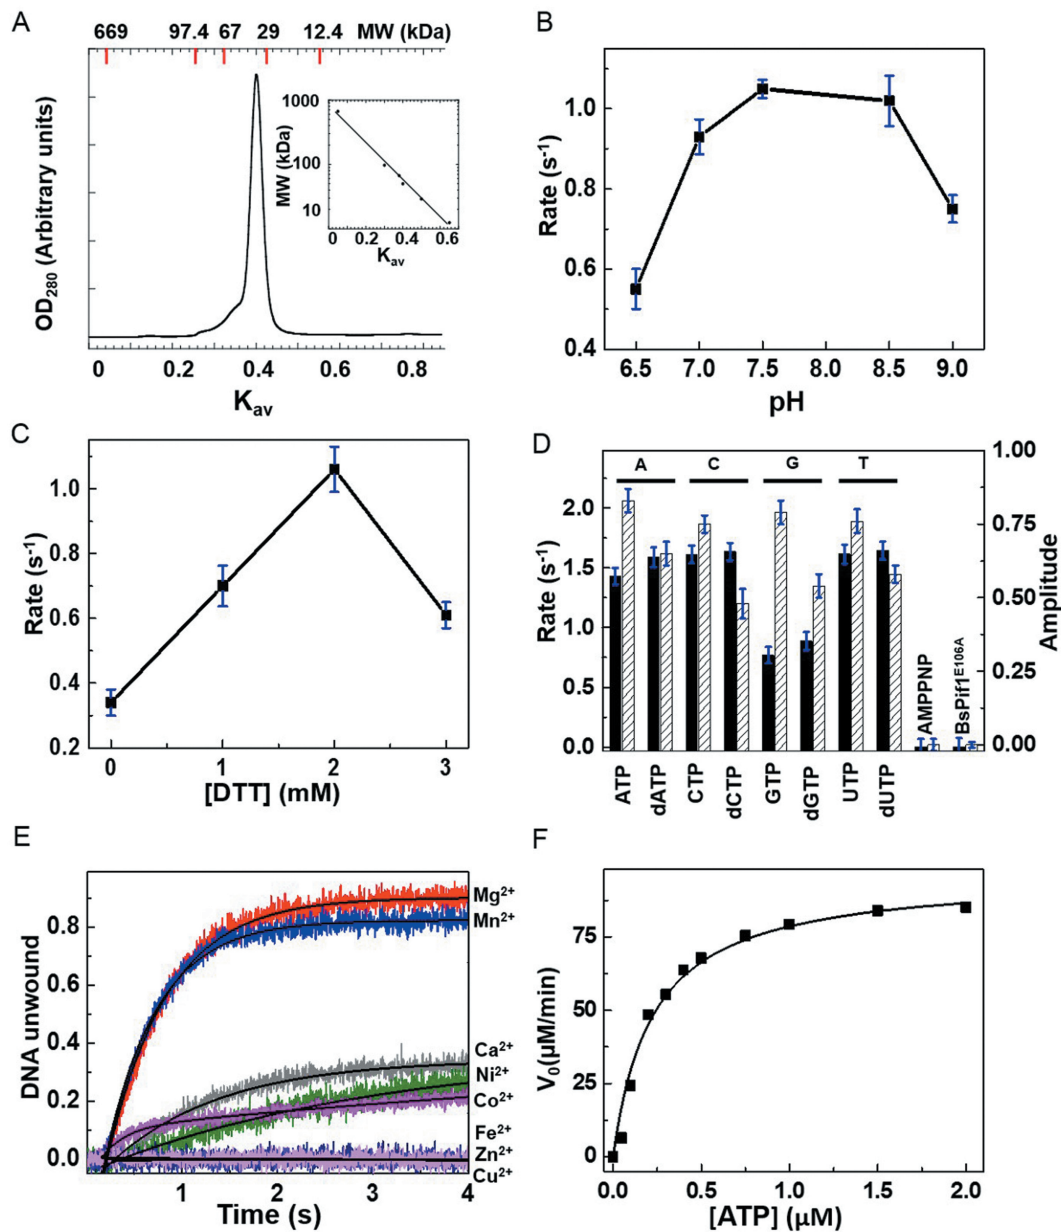 A
669 97.4 67 29 12.4 MW (kDa)
OD280 (Arbitrary units)
1000
100
10
MW (kDa)
0 0.2 0.4 0.6
Kav
0 0.2 0.4 0.6 0.8
Kav
B
1.0
0.8
0.6
0.4
Rate (s-1)
6.5 7.0 7.5 8.0 8.5 9.0
pH
C
1.0
0.8
0.6
0.4
0.2
Rate (s-1)
0 1 2 3
[DTT] (mM)
D
A C G T
2.0
1.5
1.0
0.5
0.0
Rate (s-1)
1.00
0.75
0.50
0.25
0.00
Amplitude
AMPPNP
BsPif1E106A
ATP
dATP
CTP
dCTP
GTP
dGTP
UTP
dUTP
E
0.8
0.6
0.4
0.2
0.0
DNA unwound
Mg2+
Mn2+
Ca2+
Ni2+
Co2+
Fe2+
Zn2+
Cu2+
1 2 3 4
Time (s)
F
75
50
25
0
V0(μM/min)
0.0 0.5 1.0 1.5 2.0
[ATP] (μM)